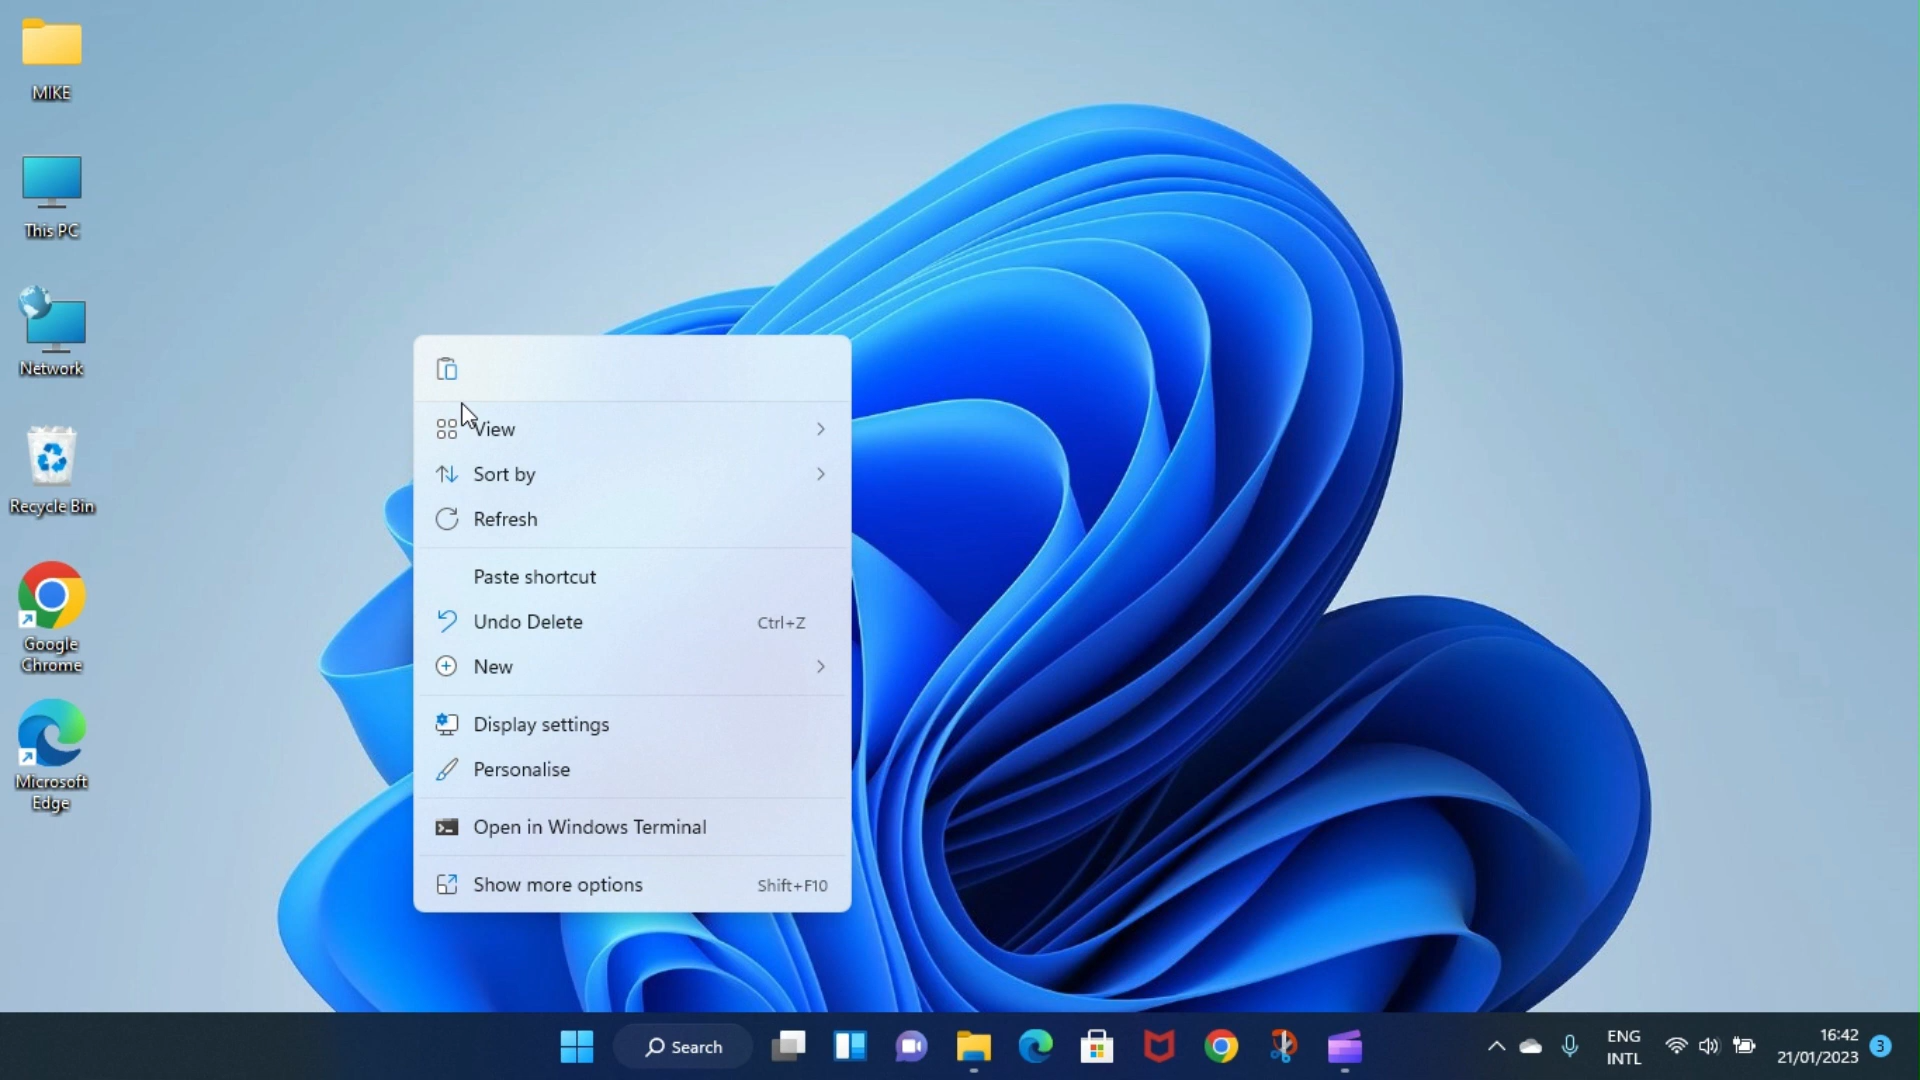 MIKE
This PC
Network
Recycle Bin
Google
Chrome
Microsoft
Edge
View
Sort by
Refresh
Paste shortcut
Undo Delete Ctrl+Z
New
Display settings
Personalise
Open in Windows Terminal
Show more options Shift+F10
Search
ENG
INTL
16:42
21/01/2023
3